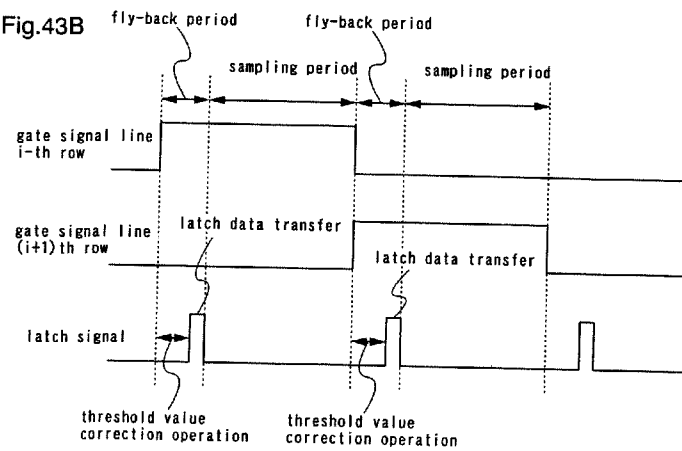 Fig.43B
fly-back period
fly-back period
sampling period
sampling period
gate signal line
i-th row
gate signal line
(i+1)th row
latch data transfer
latch data transfer
latch signal
threshold value
correction operation
threshold value
correction operation